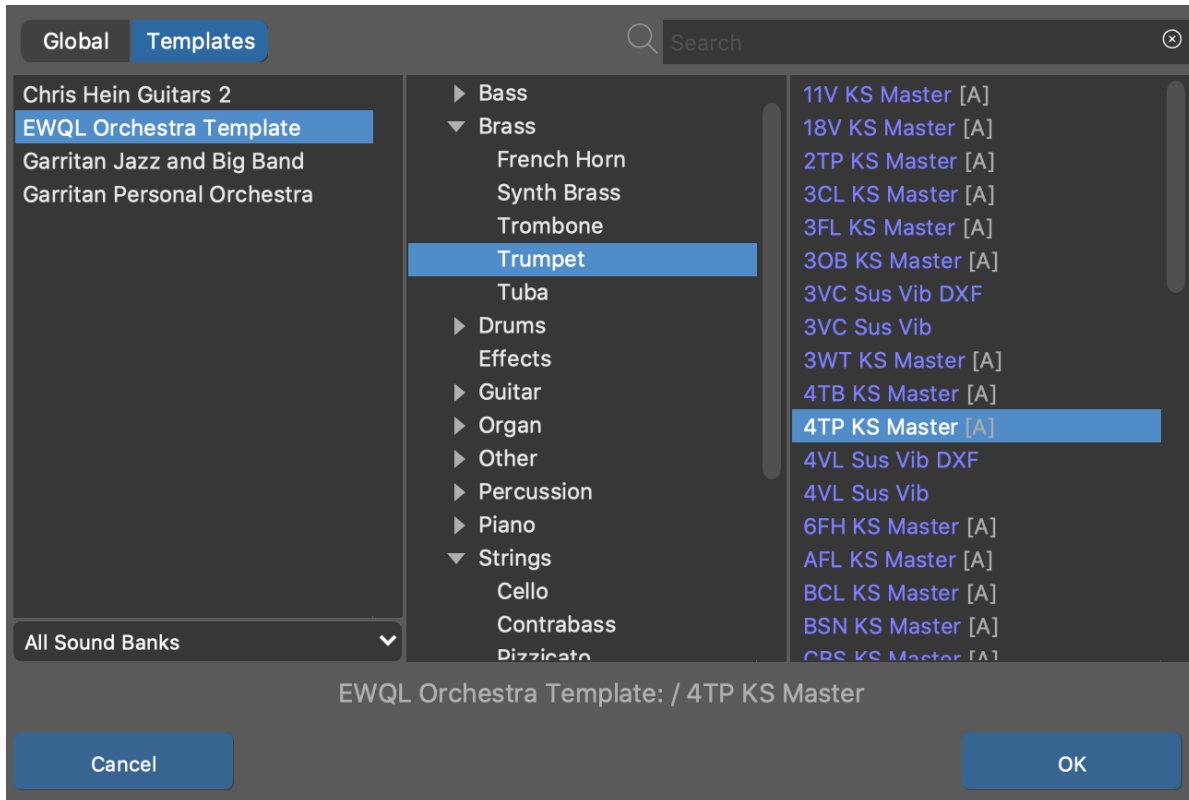 Global
Templates
Search
Chris Hein Guitars 2
EWQL Orchestra Template
Garritan Jazz and Big Band
Garritan Personal Orchestra
All Sound Banks
Bass
Brass
French Horn
Synth Brass
Trombone
Trumpet
Tuba
Drums
Effects
Guitar
Organ
Other
Percussion
Piano
Strings
Cello
Contrabass
Pizzicato
11V KS Master [A]
18V KS Master [A]
2TP KS Master [A]
3CL KS Master [A]
3FL KS Master [A]
3OB KS Master [A]
3VC Sus Vib DXF
3VC Sus Vib
3WT KS Master [A]
4TB KS Master [A]
4TP KS Master [A]
4VL Sus Vib DXF
4VL Sus Vib
6FH KS Master [A]
AFL KS Master [A]
BCL KS Master [A]
BSN KS Master [A]
CBS KS Master [A]
EWQL Orchestra Template: / 4TP KS Master
Cancel
OK